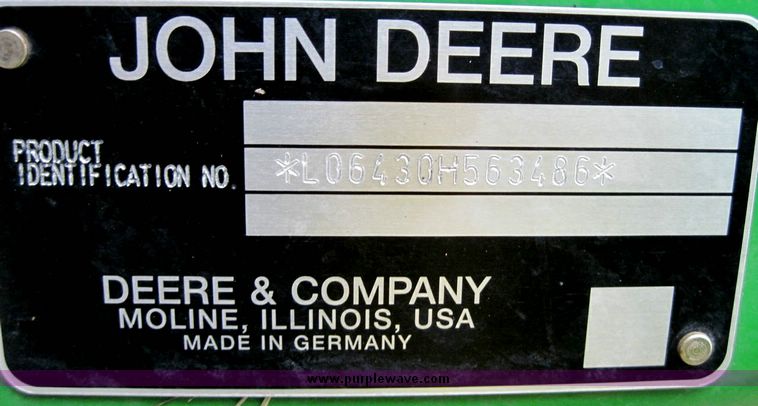 JOHN DEERE
PRODUCT
IDENTIFICATION NO.
*L06430H563486*
DEERE & COMPANY
MOLINE, ILLINOIS, USA
MADE IN GERMANY
www.purplewave.com